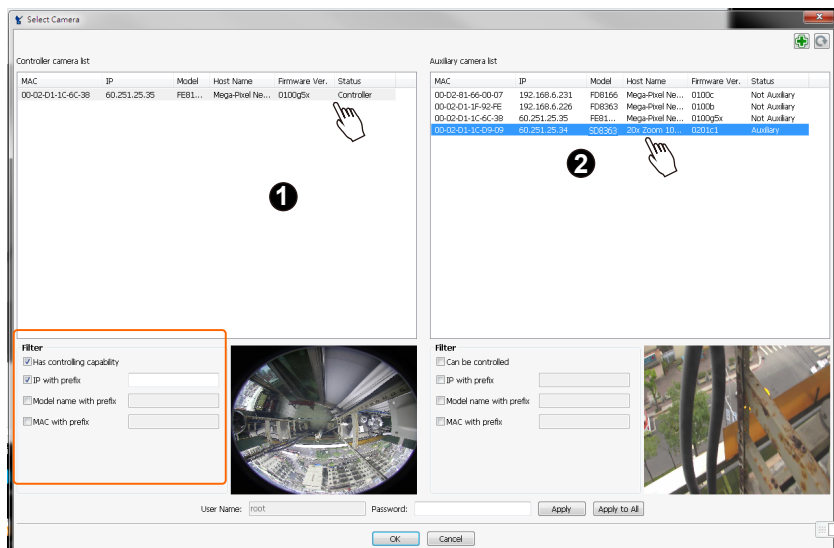 Select Camera
Controller camera list
MAC IP Model Host Name Firmware Ver. Status
00-02-D1-1C-6C-38 60.251.25.35 FE81... Mega-Pixel Ne... 0100g5x Controller
1
Filter
Has controlling capability
IP with prefix
Model name with prefix
MAC with prefix
Auxiliary camera list
MAC IP Model Host Name Firmware Ver. Status
00-D2-81-66-00-07 192.168.6.231 FD8166 Mega-Pixel Ne... 0100c Not Auxiliary
00-02-D1-1F-92-FE 192.168.6.226 FD8363 Mega-Pixel Ne... 0100b Not Auxiliary
00-02-D1-1C-6C-38 60.251.25.35 FE81... Mega-Pixel Ne... 0100g5x Not Auxiliary
00-02-D1-1C-D9-09 60.251.25.34 SD8363 20x Zoom 10... 0201c1 Auxiliary
2
Filter
Can be controlled
IP with prefix
Model name with prefix
MAC with prefix
User Name: root Password: Apply Apply to All
OK Cancel